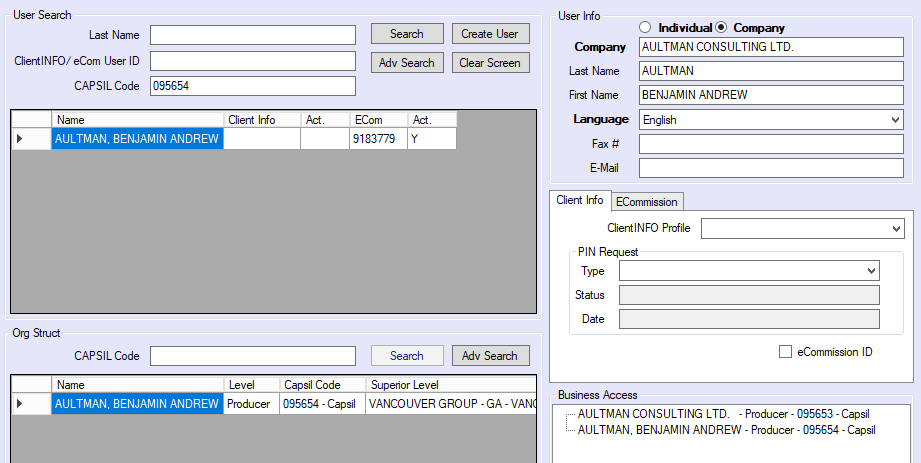 User Search
Last Name
Search
Create User
ClientINFO/ eCom User ID
Adv Search
Clear Screen
CAPSIL Code 095654
Name Client Info Act. ECom Act.
AULTMAN, BENJAMIN ANDREW 9183779 Y
Org Struct
CAPSIL Code
Search
Adv Search
Name Level Capsil Code Superior Level
AULTMAN, BENJAMIN ANDREW Producer 095654 - Capsil VANCOUVER GROUP - GA - VANC
User Info
Individual Company
Company AULTMAN CONSULTING LTD.
Last Name AULTMAN
First Name BENJAMIN ANDREW
Language English
Fax #
E-Mail
Client Info ECommission
ClientINFO Profile
PIN Request
Type
Status
Date
eCommission ID
Business Access
AULTMAN CONSULTING LTD. - Producer - 095653 - Capsil
AULTMAN, BENJAMIN ANDREW - Producer - 095654 - Capsil